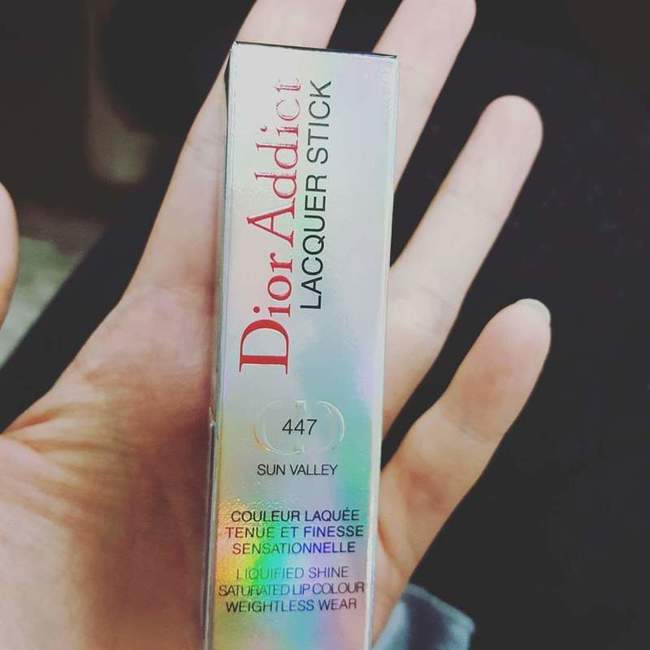 Dior Addict
LACQUER STICK
447
SUN VALLEY
COULEUR LAQUÉE
TENUE ET FINESSE
SENSATIONNELLE
LIQUIFIED SHINE
SATURATED LIP COLOUR
WEIGHTLESS WEAR